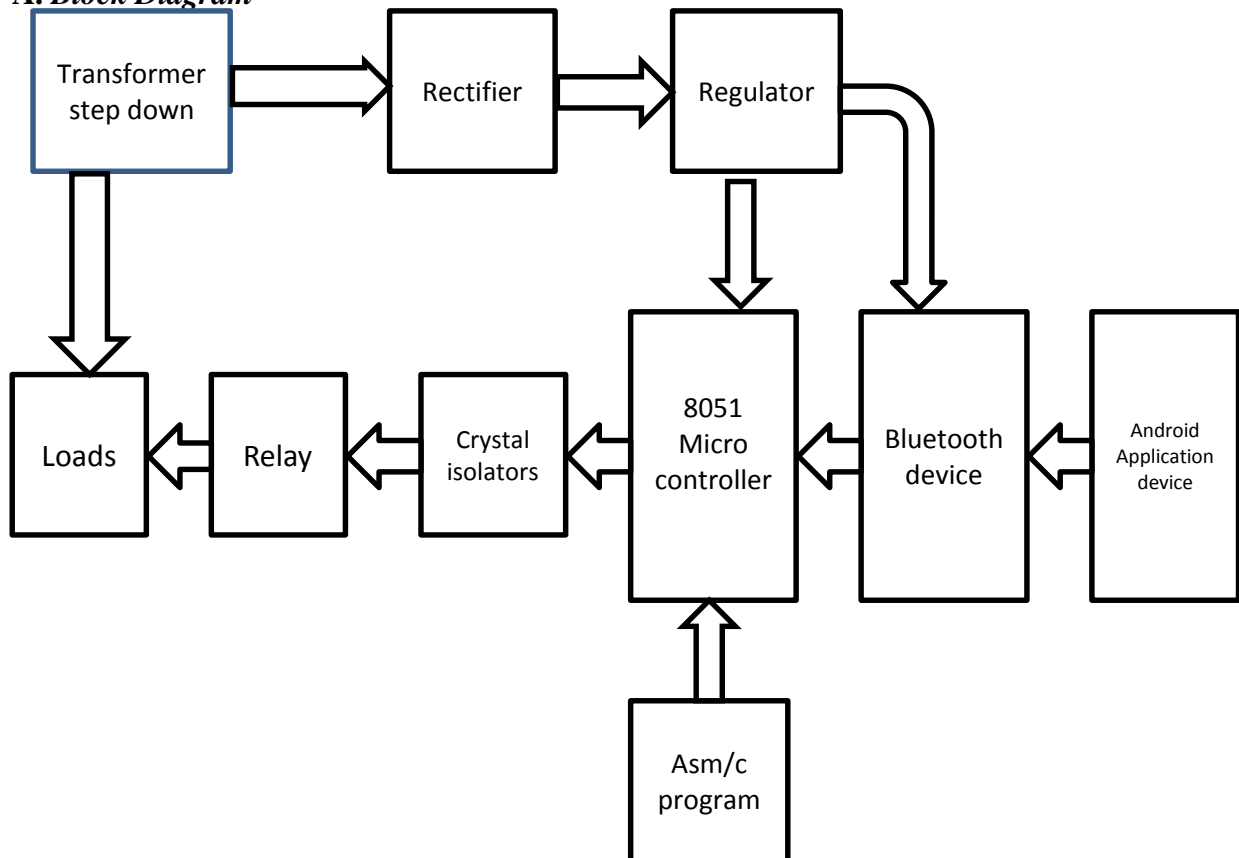 A. Block Diagram
Transformer
step down
Rectifier
Regulator
Loads
Relay
Crystal
isolators
8051
Micro
controller
Bluetooth
device
Android
Application
device
Asm/c
program